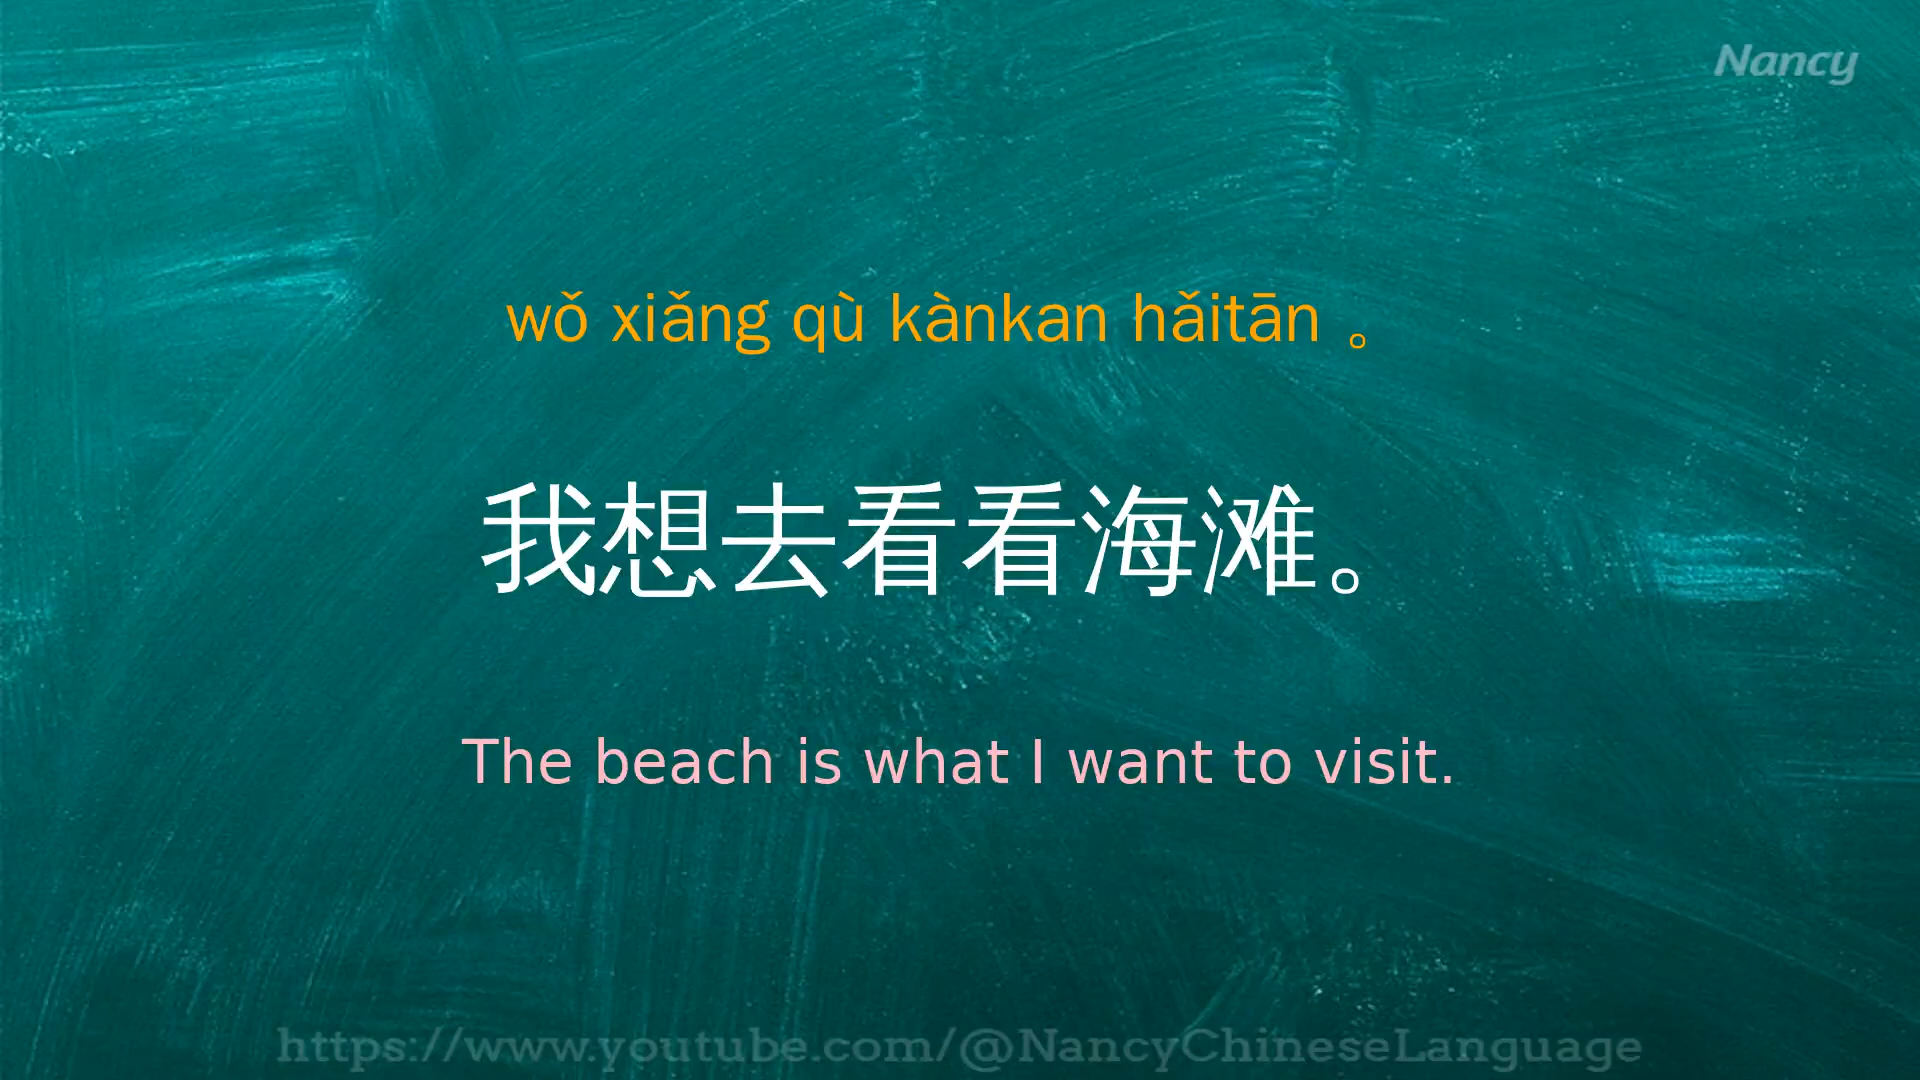 Nancy
wǒ xiǎng qù kànkan hǎitān 。
我想去看看海滩。
The beach is what I want to visit.
https://www.youtube.com/@NancyChineseLanguage